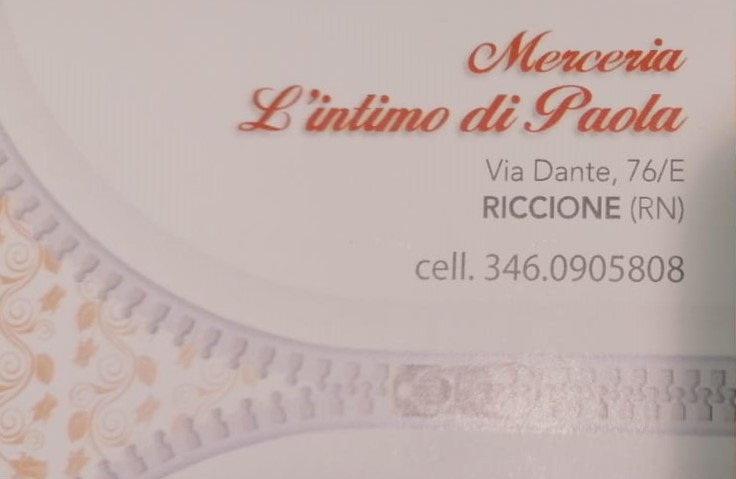 Merceria
L'intimo di Paola
Via Dante, 76/E
RICCIONE (RN)
cell. 346.0905808